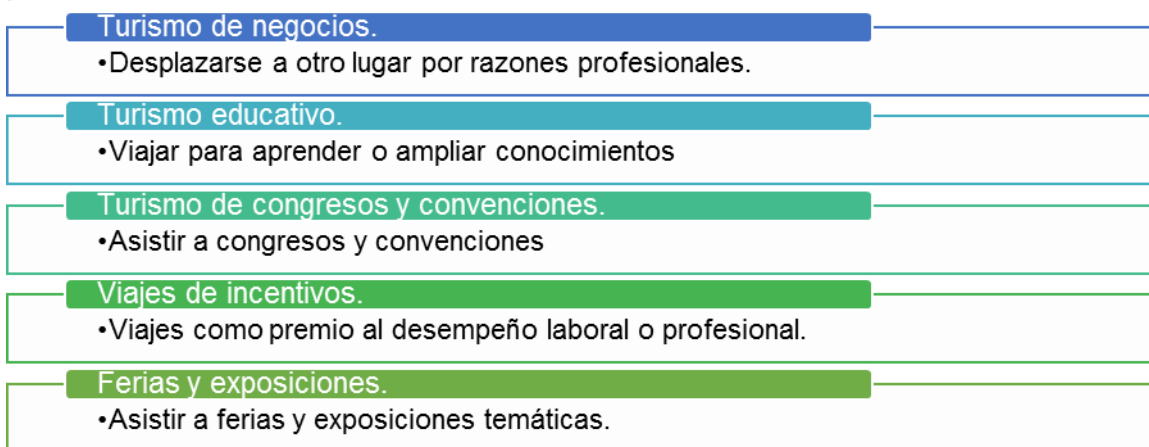 Turismo de negocios.
•Desplazarse a otro lugar por razones profesionales.
Turismo educativo.
•Viajar para aprender o ampliar conocimientos
Turismo de congresos y convenciones.
•Asistir a congresos y convenciones
Viajes de incentivos.
•Viajes como premio al desempeño laboral o profesional.
Ferias y exposiciones.
•Asistir a ferias y exposiciones temáticas.